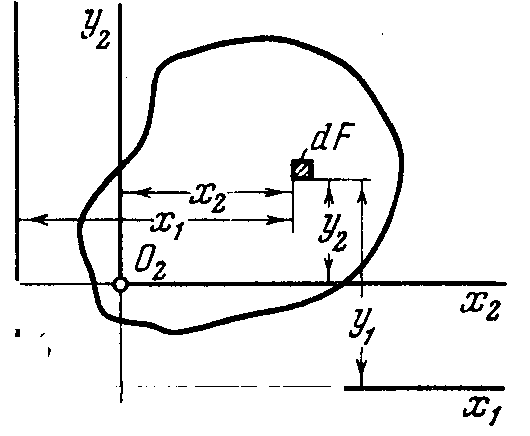 y₂
dF
x₂
x₁
y₂
O₂
x₂
y₁
x₁